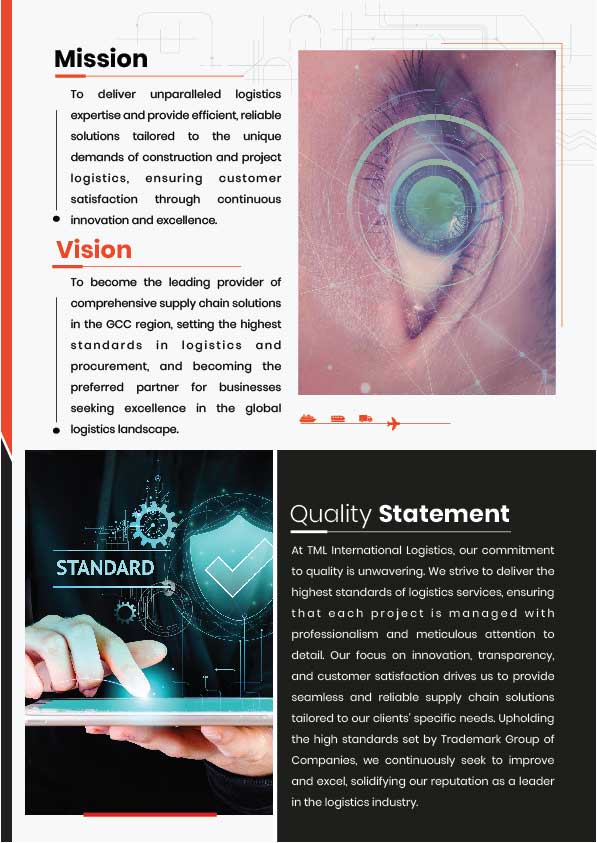 Mission
To deliver unparalleled logistics
expertise and provide efficient, reliable
solutions tailored to the unique
demands of construction and project
logistics, ensuring customer
satisfaction through continuous
innovation and excellence.
Vision
To become the leading provider of
comprehensive supply chain solutions
in the GCC region, setting the highest
standards in logistics and
procurement, and becoming the
preferred partner for businesses
seeking excellence in the global
logistics landscape.
STANDARD
Quality Statement
At TML International Logistics, our commitment
to quality is unwavering. We strive to deliver the
highest standards of logistics services, ensuring
that each project is managed with
professionalism and meticulous attention to
detail. Our focus on innovation, transparency,
and customer satisfaction drives us to provide
seamless and reliable supply chain solutions
tailored to our clients' specific needs. Upholding
the high standards set by Trademark Group of
Companies, we continuously seek to improve
and excel, solidifying our reputation as a leader
in the logistics industry.